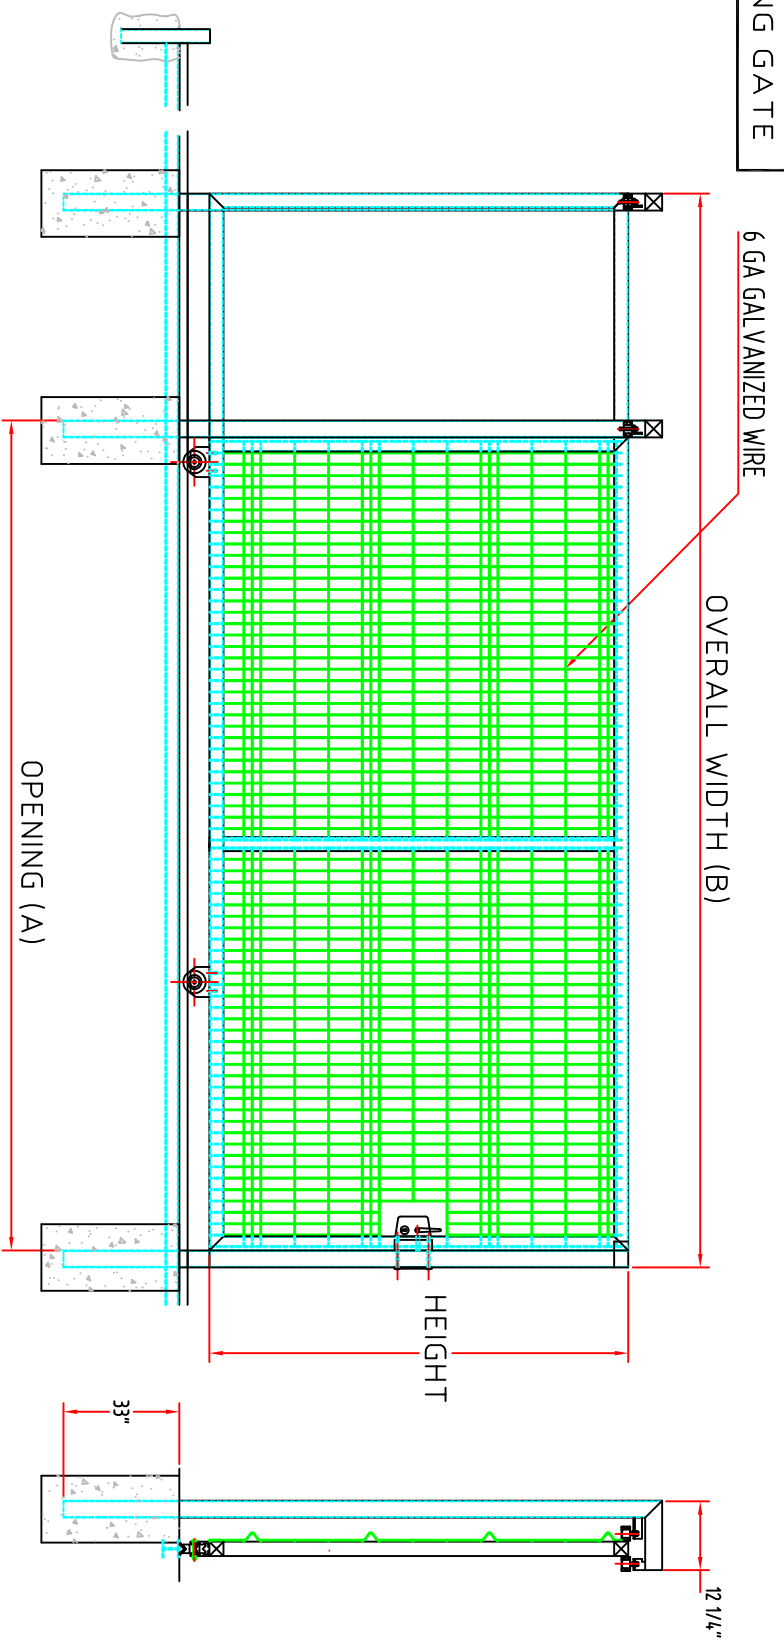 NG GATE
6 GA GALVANIZED WIRE
OVERALL WIDTH (B)
OPENING (A)
HEIGHT
33"
12 1/4"